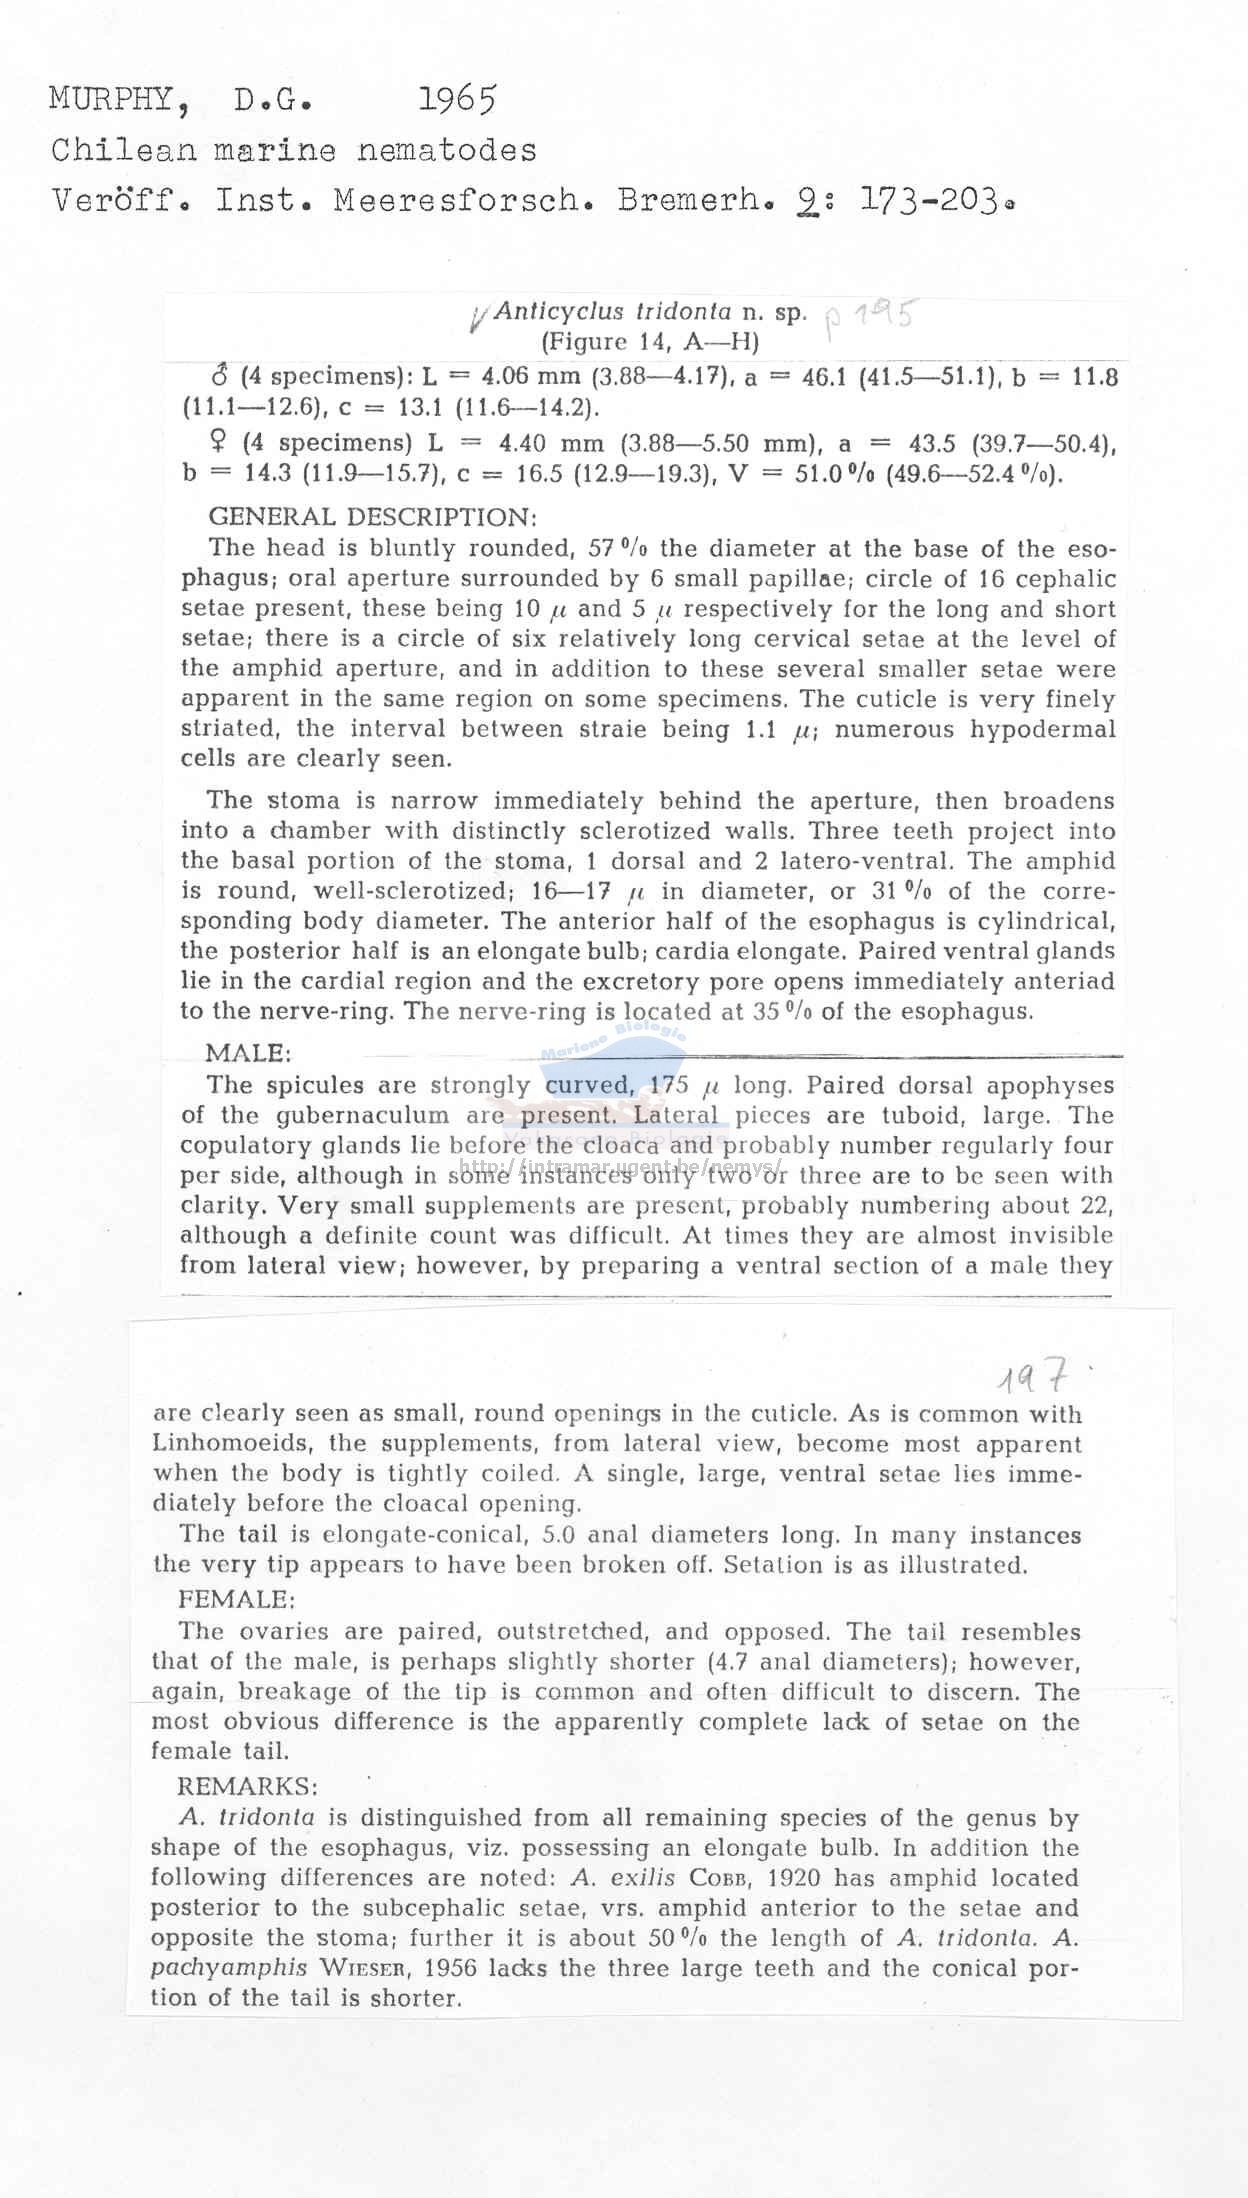 MURPHY, D.G. 1965
Chilean marine nematodes
Veröff. Inst. Meeresforsch. Bremerh. 9: 173-203.
Anticyclus tridonta n. sp. p 195
(Figure 14, A—H)
♂ (4 specimens): L = 4.06 mm (3.88—4.17), a = 46.1 (41.5—51.1), b = 11.8
(11.1—12.6), c = 13.1 (11.6—14.2).
♀ (4 specimens) L = 4.40 mm (3.88—5.50 mm), a = 43.5 (39.7—50.4),
b = 14.3 (11.9—15.7), c = 16.5 (12.9—19.3), V = 51.0 % (49.6—52.4 %).
GENERAL DESCRIPTION:
The head is bluntly rounded, 57 % the diameter at the base of the eso-
phagus; oral aperture surrounded by 6 small papillae; circle of 16 cephalic
setae present, these being 10 μ and 5 μ respectively for the long and short
setae; there is a circle of six relatively long cervical setae at the level of
the amphid aperture, and in addition to these several smaller setae were
apparent in the same region on some specimens. The cuticle is very finely
striated, the interval between straie being 1.1 μ; numerous hypodermal
cells are clearly seen.
The stoma is narrow immediately behind the aperture, then broadens
into a chamber with distinctly sclerotized walls. Three teeth project into
the basal portion of the stoma, 1 dorsal and 2 latero-ventral. The amphid
is round, well-sclerotized; 16—17 μ in diameter, or 31 % of the corre-
sponding body diameter. The anterior half of the esophagus is cylindrical,
the posterior half is an elongate bulb; cardia elongate. Paired ventral glands
lie in the cardial region and the excretory pore opens immediately anteriad
to the nerve-ring. The nerve-ring is located at 35 % of the esophagus.
Mariene Biologie
MALE:
The spicules are strongly curved, 175 μ long. Paired dorsal apophyses
of the gubernaculum are present. Lateral pieces are tuboid, large. The
copulatory glands lie before the cloaca and probably number regularly four
http://intramar.ugent.be/nemys/
per side, although in some instances only two or three are to be seen with
clarity. Very small supplements are present, probably numbering about 22,
although a definite count was difficult. At times they are almost invisible
from lateral view; however, by preparing a ventral section of a male they
197
are clearly seen as small, round openings in the cuticle. As is common with
Linhomoeids, the supplements, from lateral view, become most apparent
when the body is tightly coiled. A single, large, ventral setae lies imme-
diately before the cloacal opening.
The tail is elongate-conical, 5.0 anal diameters long. In many instances
the very tip appears to have been broken off. Setation is as illustrated.
FEMALE:
The ovaries are paired, outstretched, and opposed. The tail resembles
that of the male, is perhaps slightly shorter (4.7 anal diameters); however,
again, breakage of the tip is common and often difficult to discern. The
most obvious difference is the apparently complete lack of setae on the
female tail.
REMARKS:
A. tridonta is distinguished from all remaining species of the genus by
shape of the esophagus, viz. possessing an elongate bulb. In addition the
following differences are noted: A. exilis COBB, 1920 has amphid located
posterior to the subcephalic setae, vrs. amphid anterior to the setae and
opposite the stoma; further it is about 50 % the length of A. tridonta. A.
pachyamphis WIESER, 1956 lacks the three large teeth and the conical por-
tion of the tail is shorter.